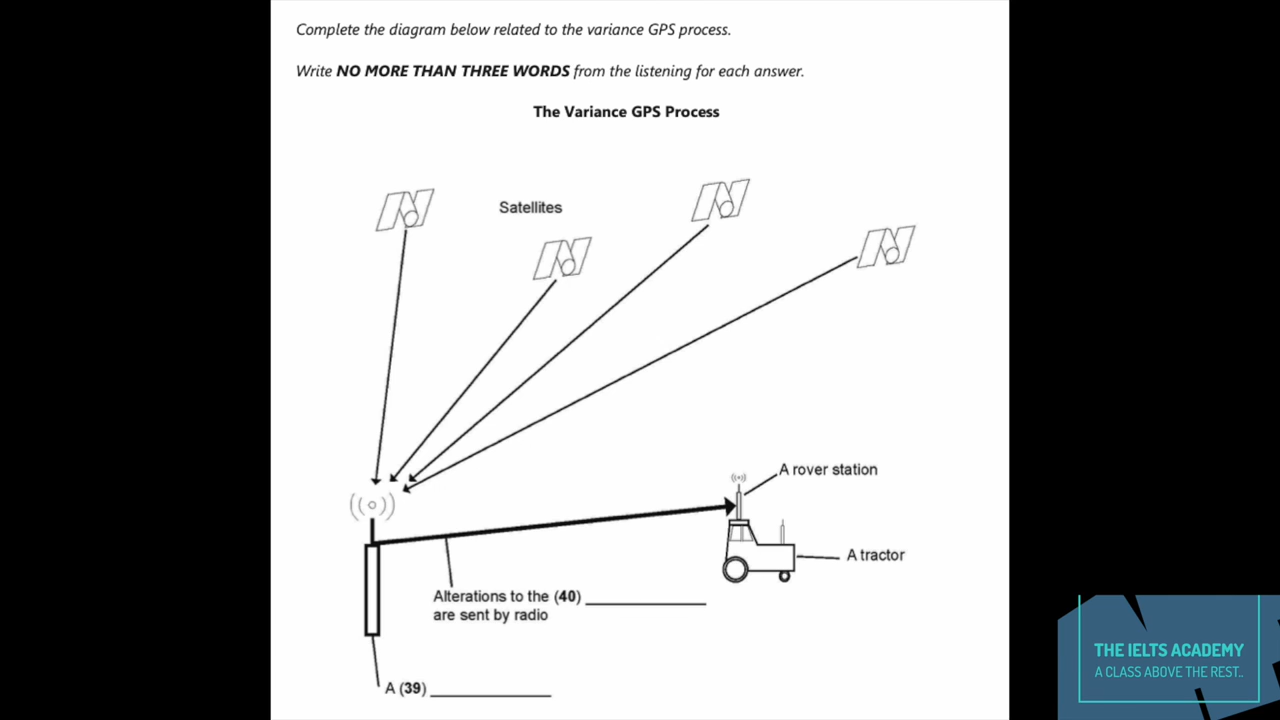 Complete the diagram below related to the variance GPS process.
Write NO MORE THAN THREE WORDS from the listening for each answer.
The Variance GPS Process
Satellites
A rover station
A tractor
Alterations to the (40) ______________
are sent by radio
A (39) ______________
THE IELTS ACADEMY
A CLASS ABOVE THE REST..